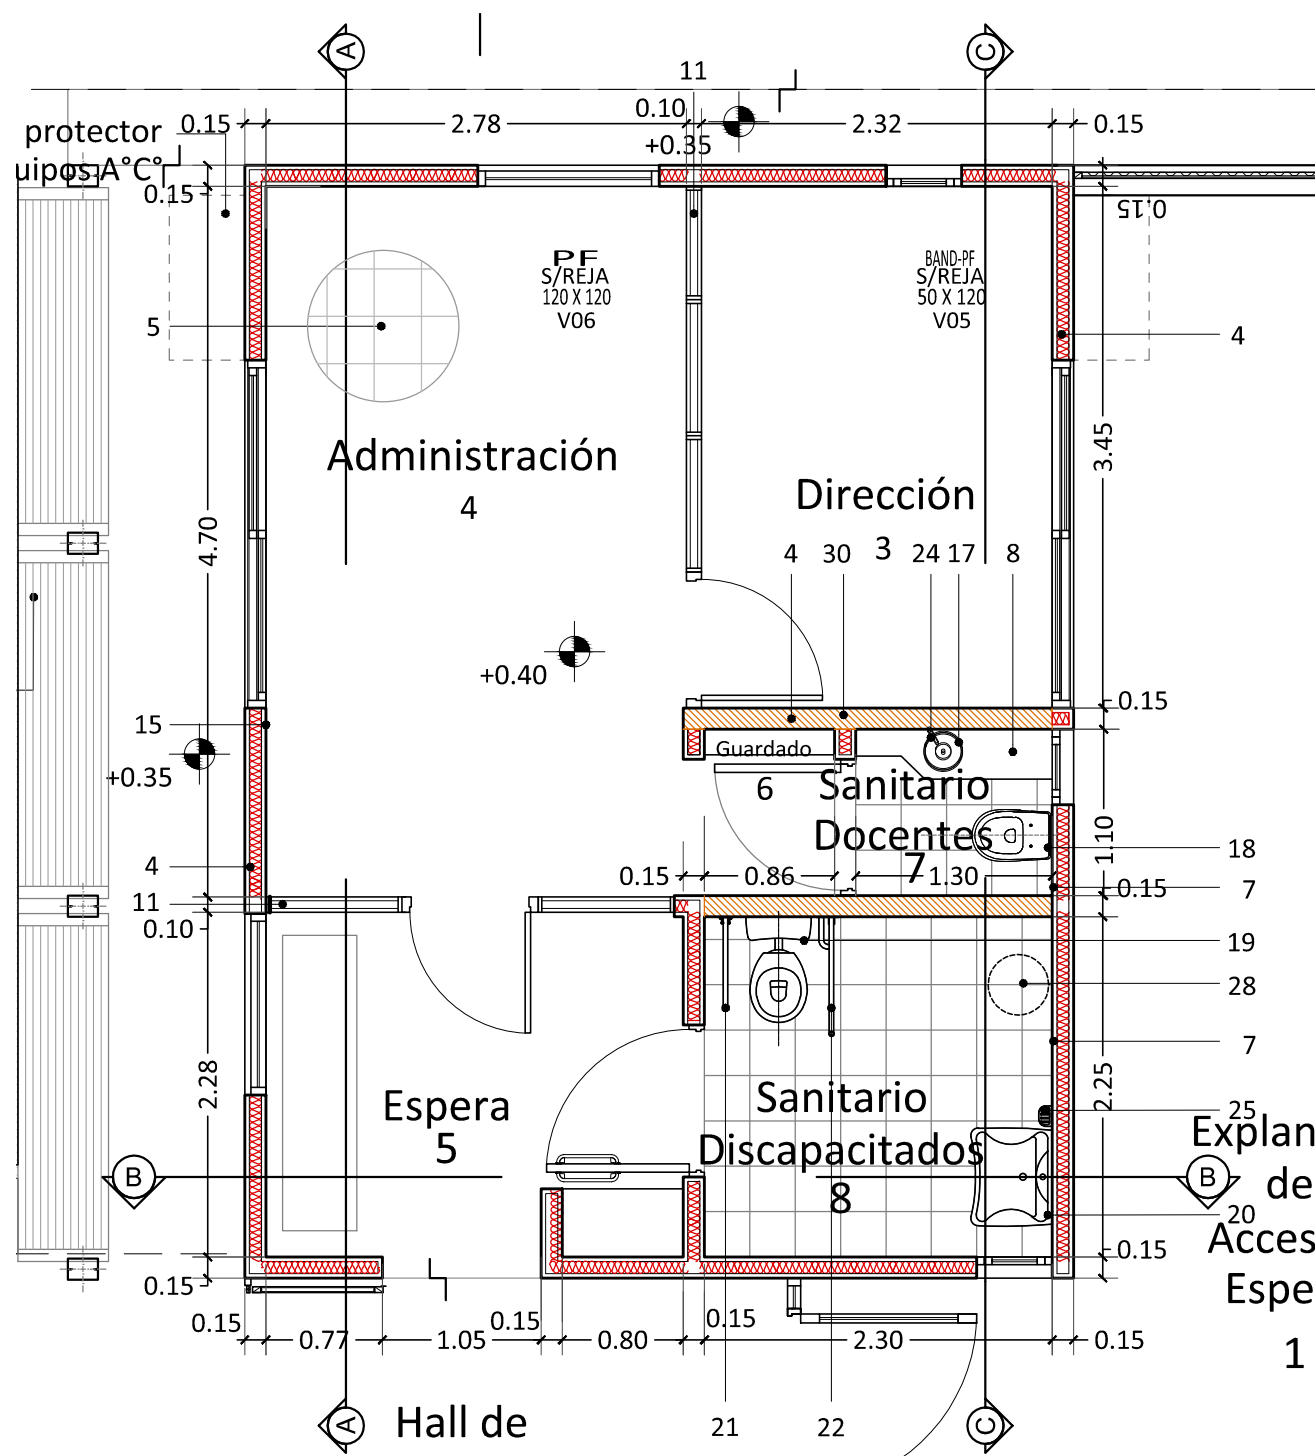 A
C
11
0.15
2.78
0.10
2.32
0.15
+0.35
protector
uipos A°C°
0.15
0.15
PF
S/REJA
120 X 120
V06
BAND-PF
S/REJA
50 X 120
V05
5
4
Administración
4
3.45
Dirección
3
4.70
4
30
24
17
8
+0.40
15
0.15
+0.35
Guardado
6
Sanitario
Docentes
7
1.10
18
4
0.15
0.86
1.30
0.15
7
11
0.10
19
28
7
2.28
2.25
Espera
5
Sanitario
Discapacitados
8
25
Explan
de
B
B
20
Acces
0.15
Espe
0.15
1
0.15
0.77
1.05
0.15
0.80
0.15
2.30
0.15
A
Hall de
21
22
C